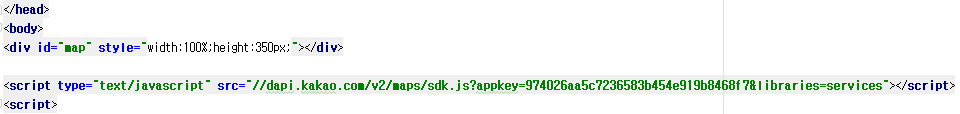 </head>
<body>
<div id="map" style="width:100%;height:350px;"></div>
<script type="text/javascript" src="//dapi.kakao.com/v2/maps/sdk.js?appkey=974026aa5c7236583b454e919b8468f7&libraries=services"></script>
<script>